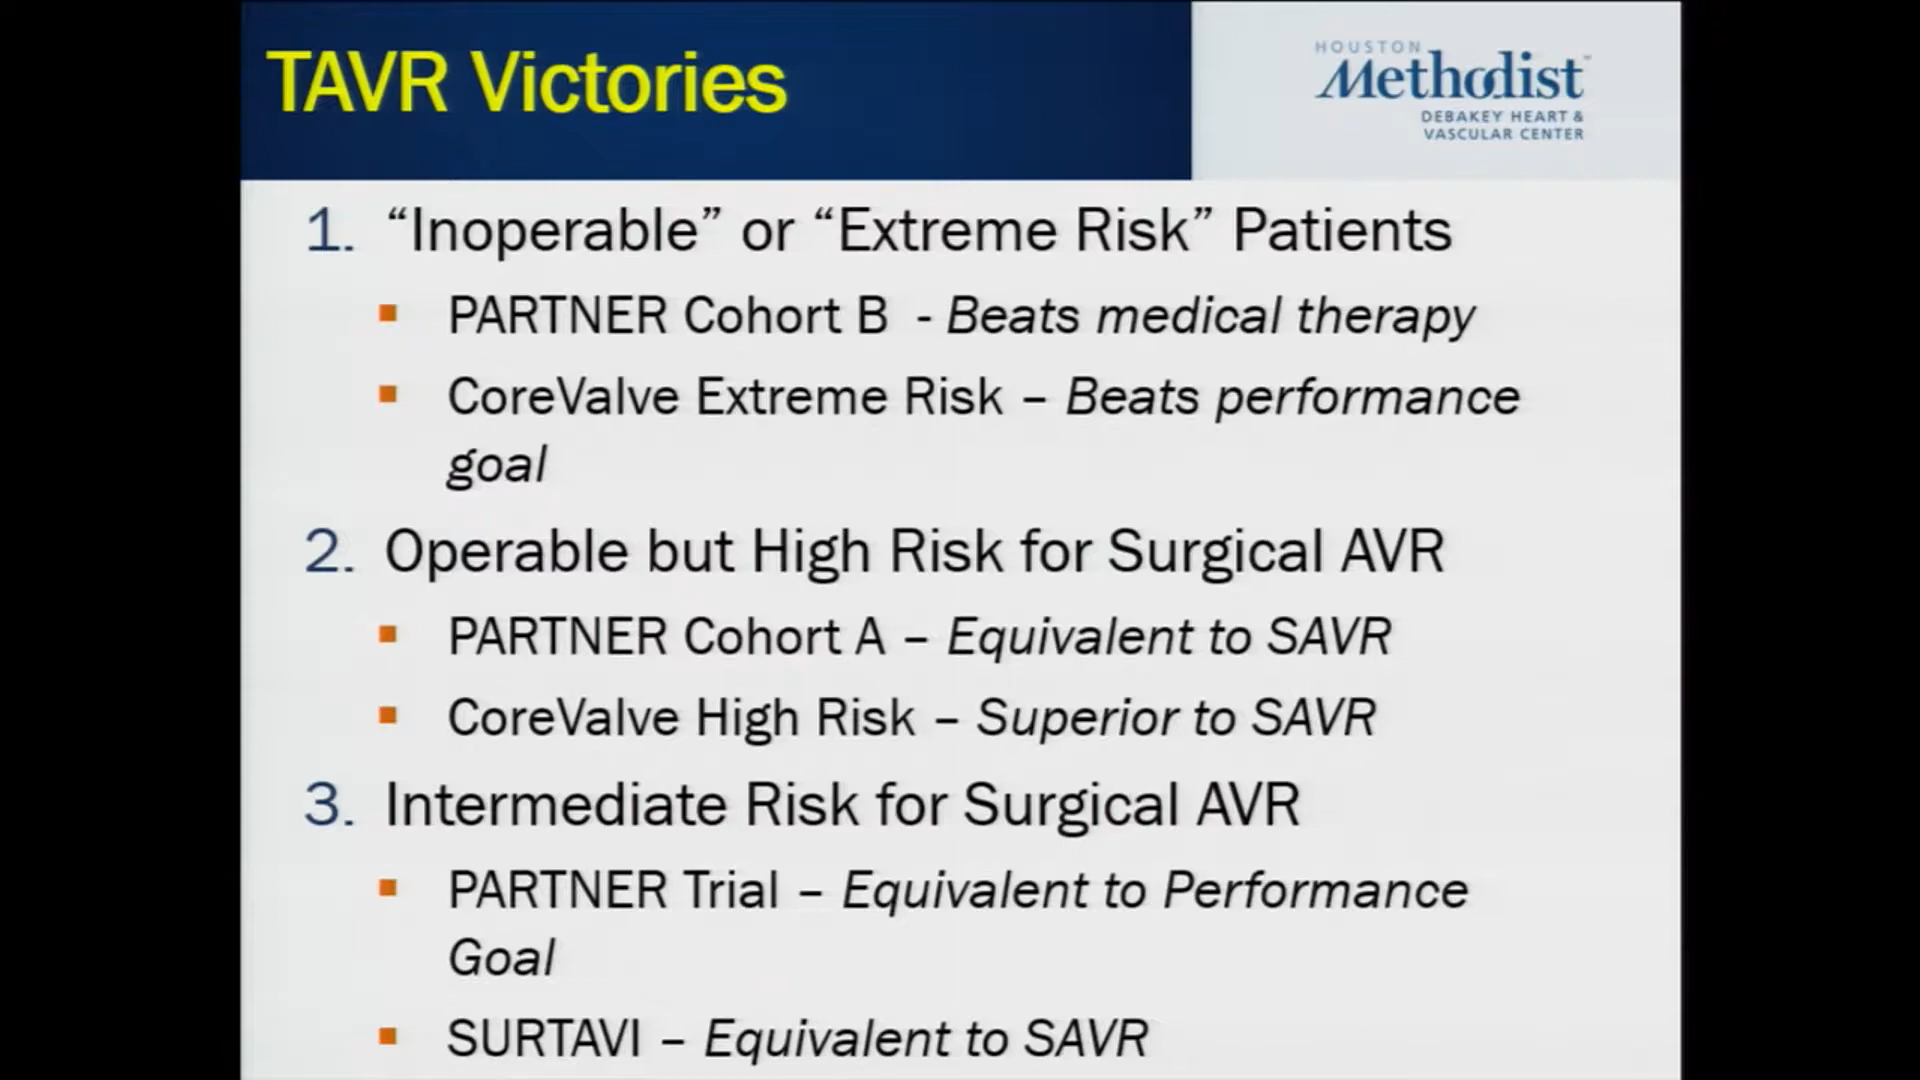 TAVR Victories
HOUSTON
Methodist™
DEBAKEY HEART &
VASCULAR CENTER
1. “Inoperable” or “Extreme Risk” Patients
▪ PARTNER Cohort B - Beats medical therapy
▪ CoreValve Extreme Risk – Beats performance
goal
2. Operable but High Risk for Surgical AVR
▪ PARTNER Cohort A – Equivalent to SAVR
▪ CoreValve High Risk – Superior to SAVR
3. Intermediate Risk for Surgical AVR
▪ PARTNER Trial – Equivalent to Performance
Goal
▪ SURTAVI – Equivalent to SAVR